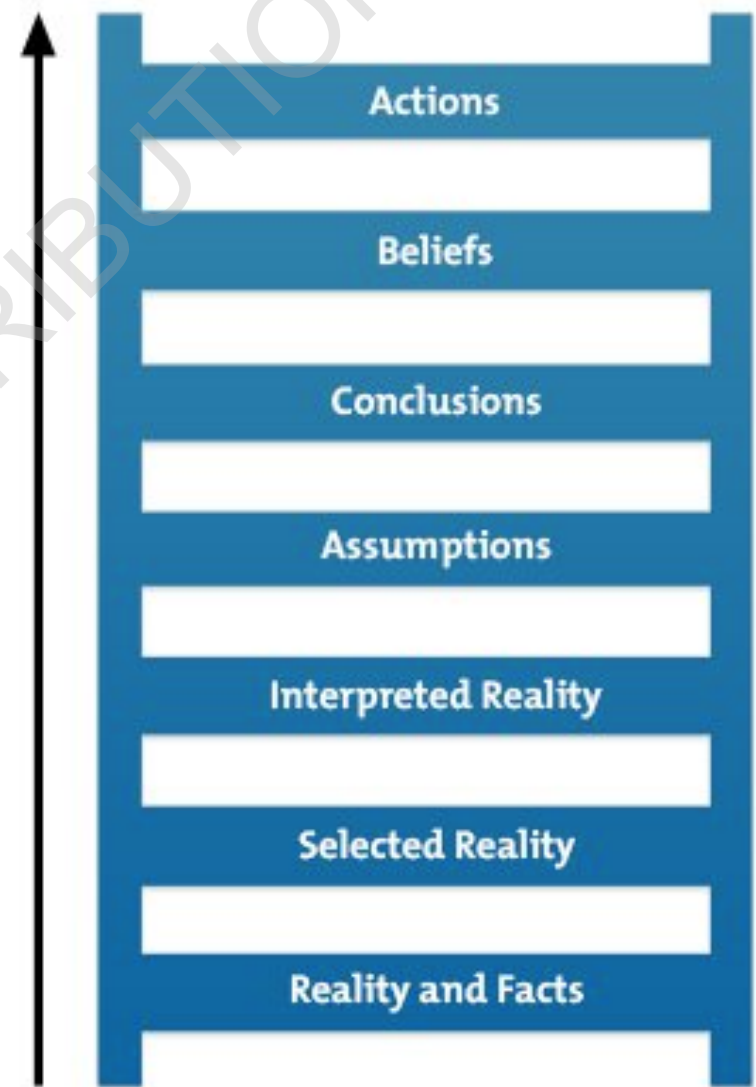 Actions
Beliefs
Conclusions
Assumptions
Interpreted Reality
Selected Reality
Reality and Facts